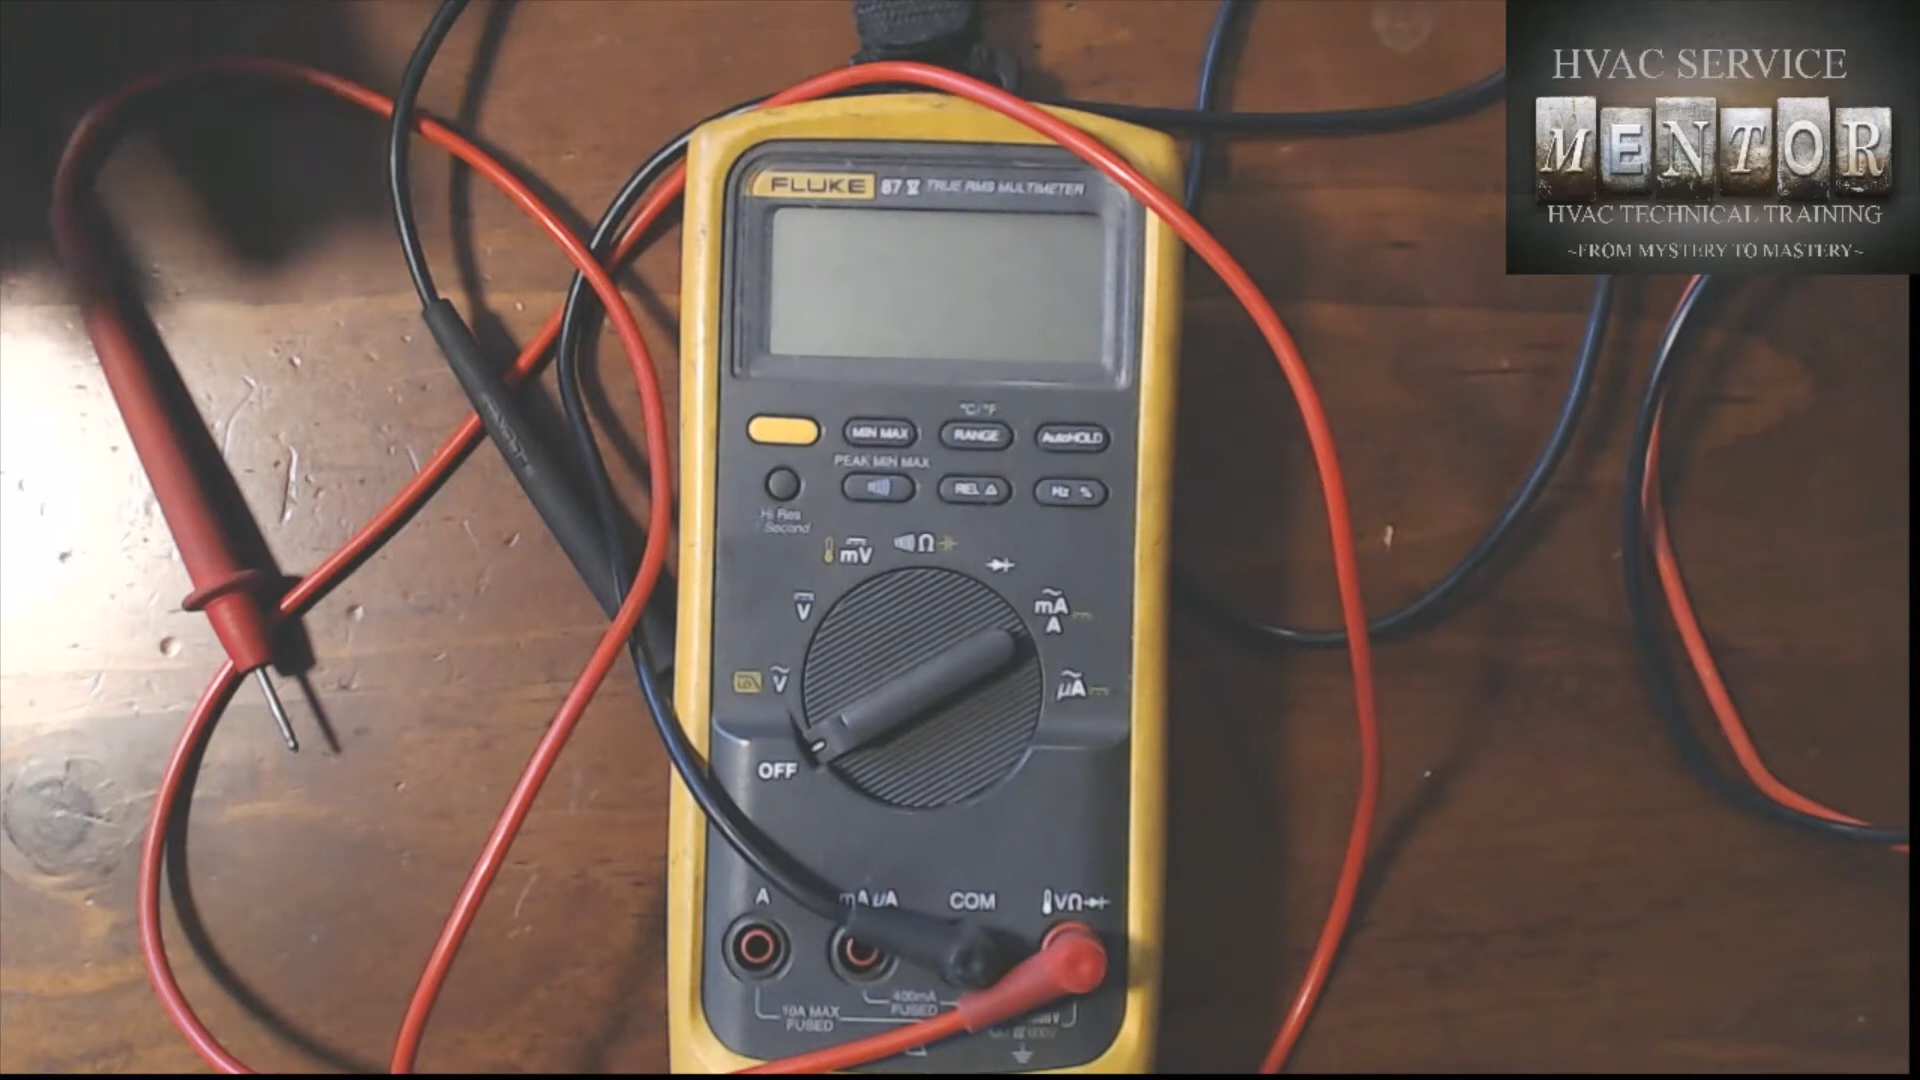 HVAC SERVICE
MENTOR
HVAC TECHNICAL TRAINING
~FROM MYSTERY TO MASTERY~
FLUKE 87 V TRUE RMS MULTIMETER
°C/°F
MIN MAX RANGE AutoHOLD
PEAK MIN MAX
REL Δ Hz %
Hi Res
1 Second
mV Ω
V mA
A
V µA
OFF
A mA µA COM VΩ
400mA
FUSED
10A MAX
FUSED